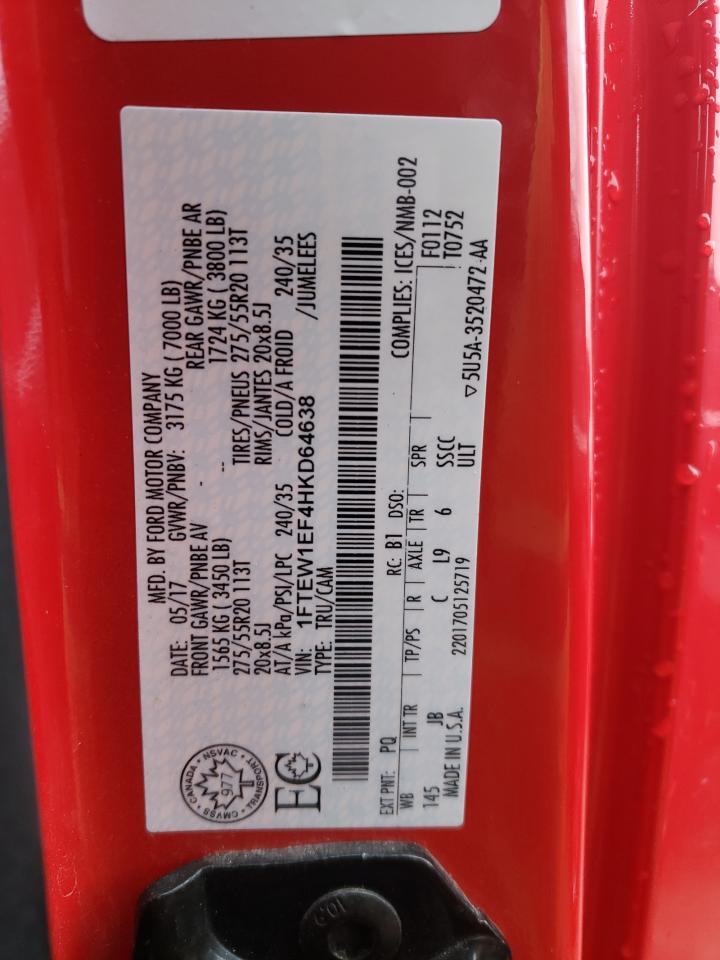 MFD. BY FORD MOTOR COMPANY
DATE: 05/17 GVWR/PNBV: 3175 KG ( 7000 LB)
FRONT GAWR/PNBE AV - REAR GAWR/PNBE AR
1565 KG ( 3450 LB) -- 1724 KG ( 3800 LB)
275/55R20 113T TIRES/PNEUS 275/55R20 113T
20x8.5J RIMS/JANTES 20x8.5J
AT/A kPa/PSI/LPC 240/35 COLD/A FROID 240/35
VIN: 1FTEW1EF4HKD64638 /JUMELEES
TYPE: TRU/CAM
CANADA · NSVAC · TRANSPORT · CMVSS
977
EC
EXT PNT: PQ RC: B1 DSO: COMPLIES: ICES/NMB-002
WB INT TR TP/PS R AXLE TR SPR F0112
145 JB C L9 6 SSCC T0752
MADE IN U.S.A. 2201705125719 ULT ▽5U5A-3520472-AA